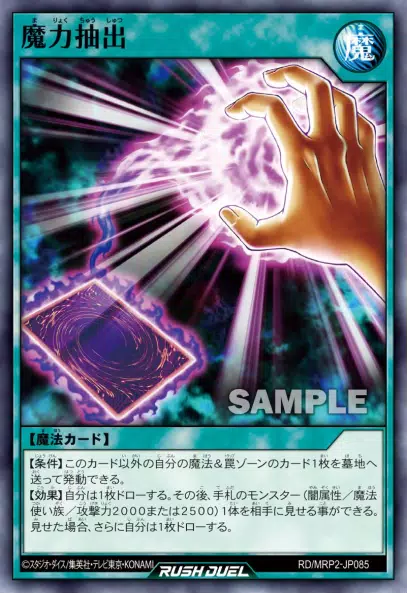 魔力抽出
魔
SAMPLE
【魔法カード】
【条件】このカード以外の自分の魔法&罠ゾーンのカード1枚を墓地へ
送って発動できる。
【効果】自分は1枚ドローする。その後、手札のモンスター(闇属性/魔法
使い族/攻撃力2000または2500)1体を相手に見せる事ができる。
見せた場合、さらに自分は1枚ドローする。
©スタジオ・ダイス/集英社・テレビ東京・KONAMI
RUSH DUEL
RD/MRP2-JP085